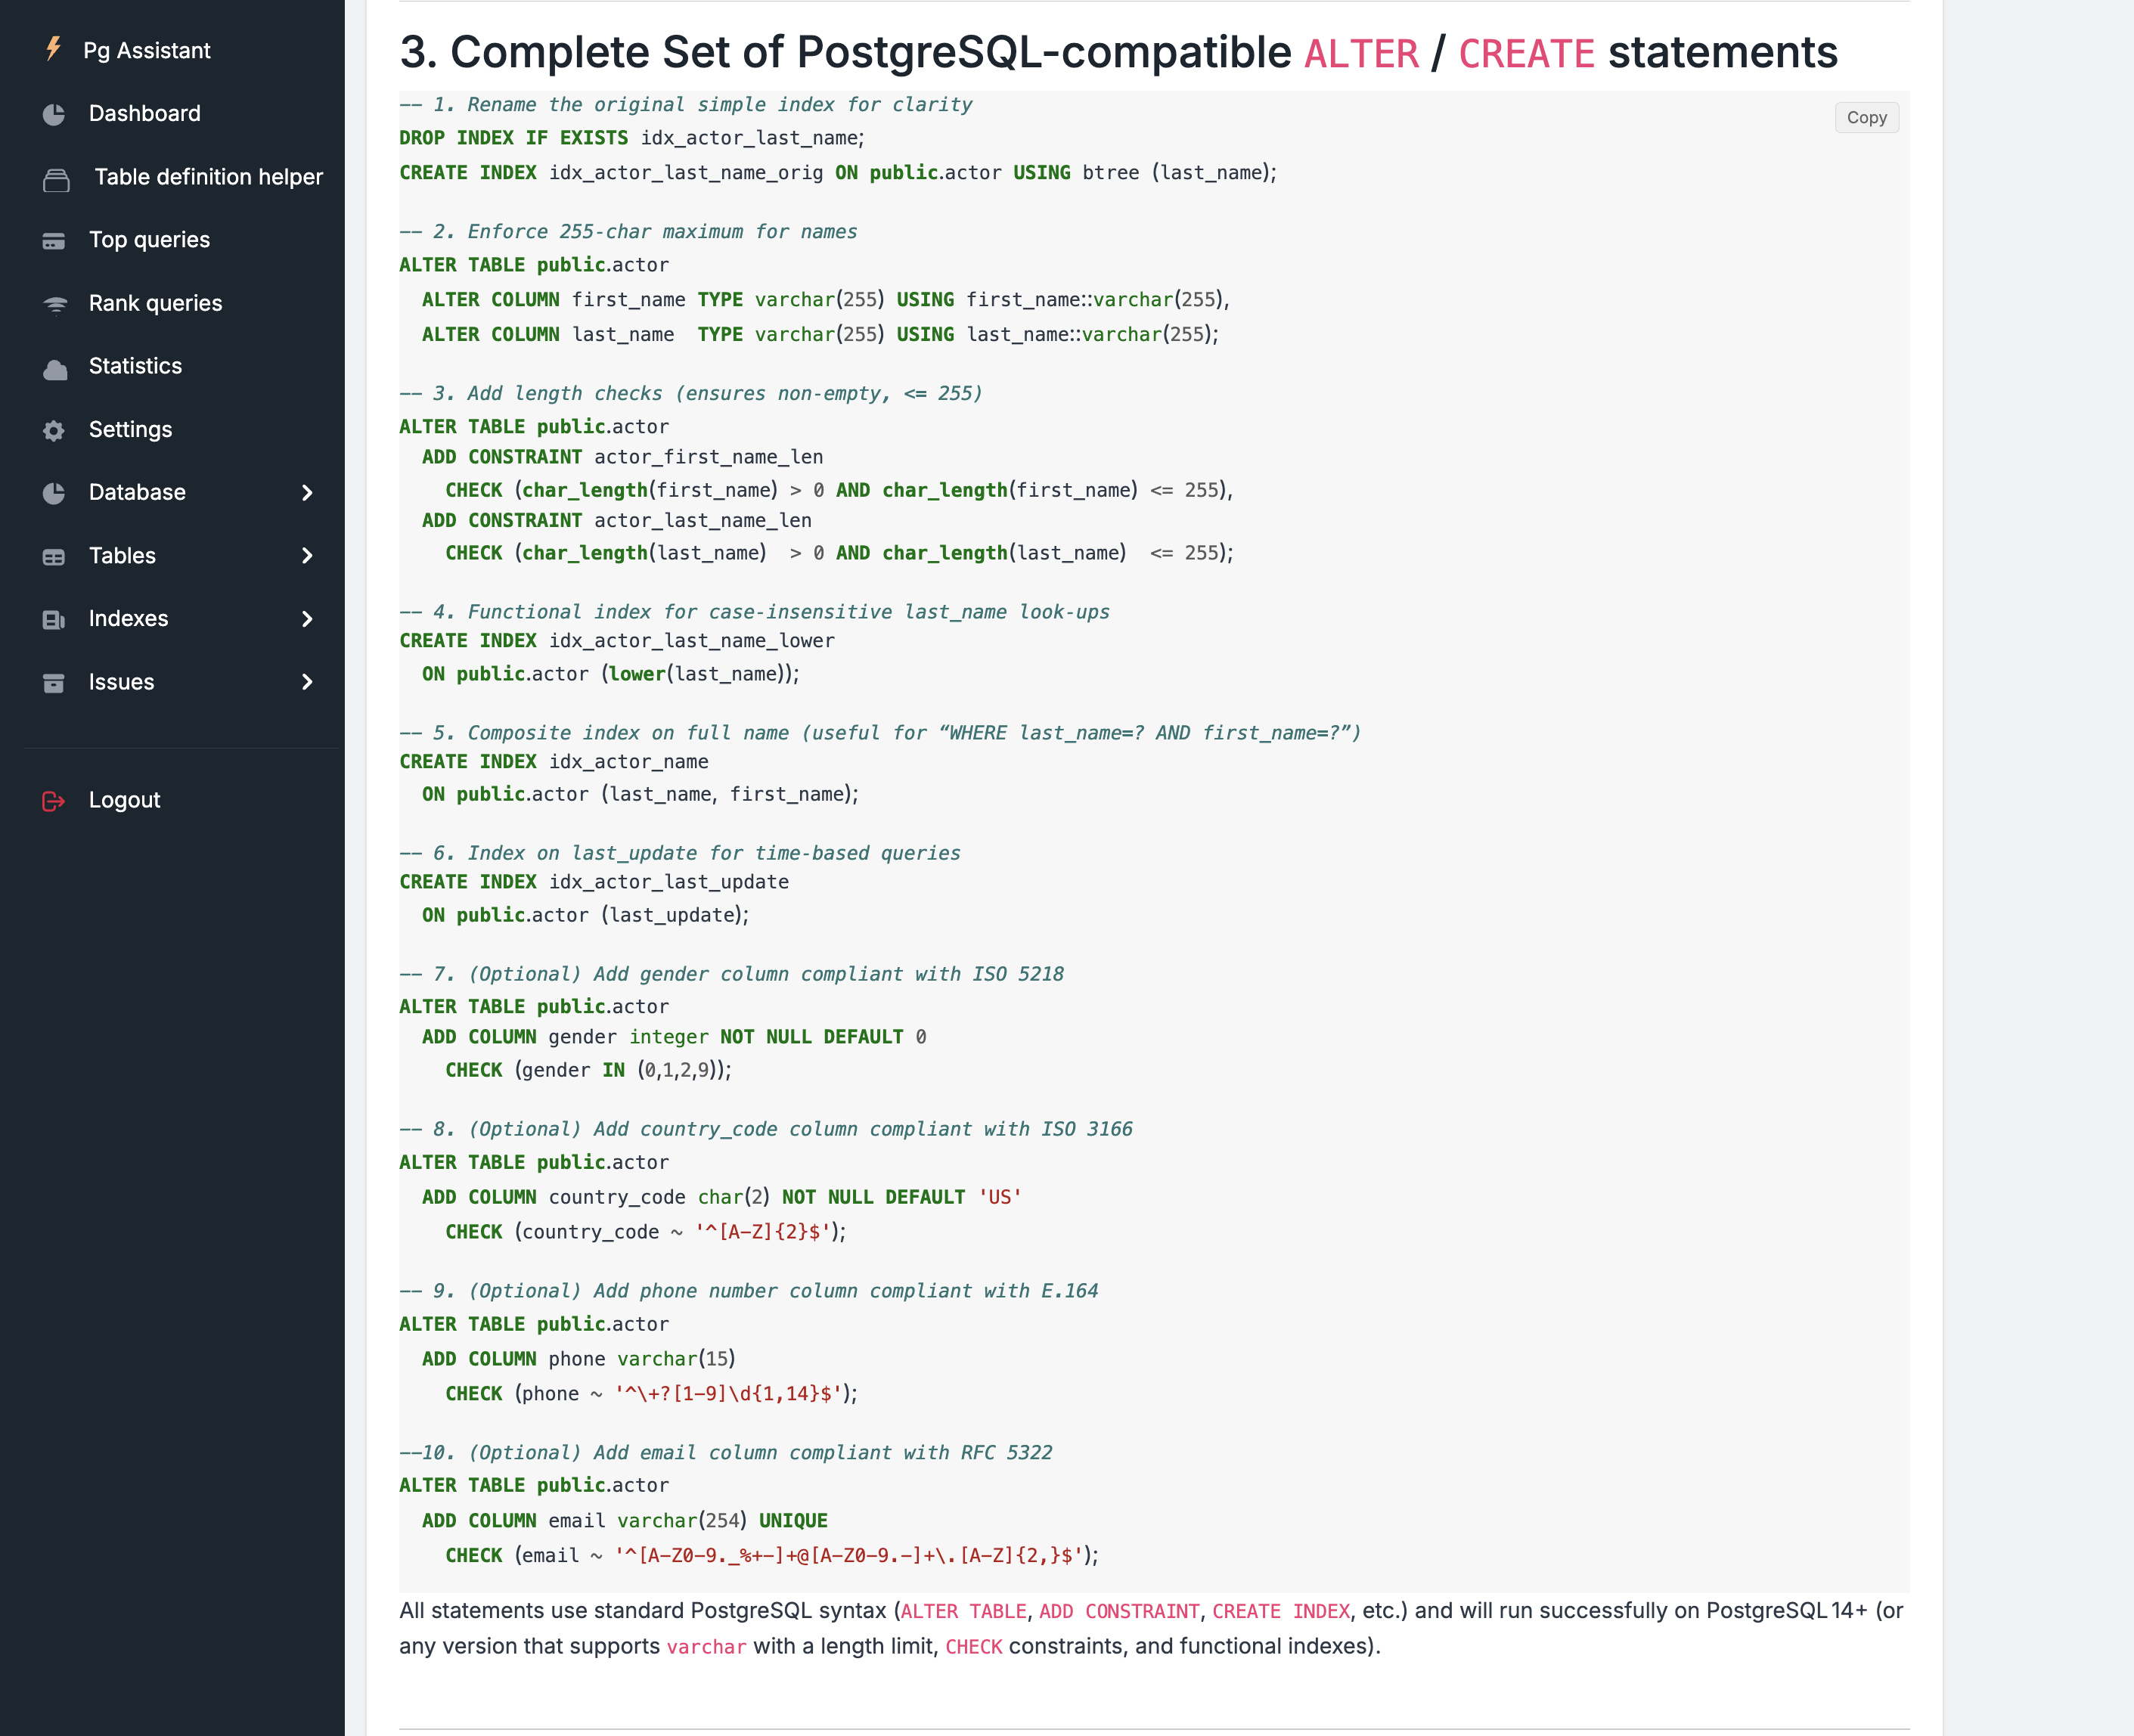 Pg Assistant
Dashboard
Table definition helper
Top queries
Rank queries
Statistics
Settings
Database
Tables
Indexes
Issues
Logout
3. Complete Set of PostgreSQL-compatible ALTER / CREATE statements
Copy
-- 1. Rename the original simple index for clarity
DROP INDEX IF EXISTS idx_actor_last_name;
CREATE INDEX idx_actor_last_name_orig ON public.actor USING btree (last_name);
-- 2. Enforce 255-char maximum for names
ALTER TABLE public.actor
  ALTER COLUMN first_name TYPE varchar(255) USING first_name::varchar(255),
  ALTER COLUMN last_name  TYPE varchar(255) USING last_name::varchar(255);
-- 3. Add length checks (ensures non-empty, <= 255)
ALTER TABLE public.actor
  ADD CONSTRAINT actor_first_name_len
    CHECK (char_length(first_name) > 0 AND char_length(first_name) <= 255),
  ADD CONSTRAINT actor_last_name_len
    CHECK (char_length(last_name)  > 0 AND char_length(last_name)  <= 255);
-- 4. Functional index for case-insensitive last_name look-ups
CREATE INDEX idx_actor_last_name_lower
  ON public.actor (lower(last_name));
-- 5. Composite index on full name (useful for “WHERE last_name=? AND first_name=?”)
CREATE INDEX idx_actor_name
  ON public.actor (last_name, first_name);
-- 6. Index on last_update for time-based queries
CREATE INDEX idx_actor_last_update
  ON public.actor (last_update);
-- 7. (Optional) Add gender column compliant with ISO 5218
ALTER TABLE public.actor
  ADD COLUMN gender integer NOT NULL DEFAULT 0
    CHECK (gender IN (0,1,2,9));
-- 8. (Optional) Add country_code column compliant with ISO 3166
ALTER TABLE public.actor
  ADD COLUMN country_code char(2) NOT NULL DEFAULT 'US'
    CHECK (country_code ~ '^[A-Z]{2}$');
-- 9. (Optional) Add phone number column compliant with E.164
ALTER TABLE public.actor
  ADD COLUMN phone varchar(15)
    CHECK (phone ~ '^\+?[1-9]\d{1,14}$');
--10. (Optional) Add email column compliant with RFC 5322
ALTER TABLE public.actor
  ADD COLUMN email varchar(254) UNIQUE
    CHECK (email ~ '^[A-Z0-9._%+-]+@[A-Z0-9.-]+\.[A-Z]{2,}$');
All statements use standard PostgreSQL syntax (ALTER TABLE, ADD CONSTRAINT, CREATE INDEX, etc.) and will run successfully on PostgreSQL 14+ (or
any version that supports varchar with a length limit, CHECK constraints, and functional indexes).